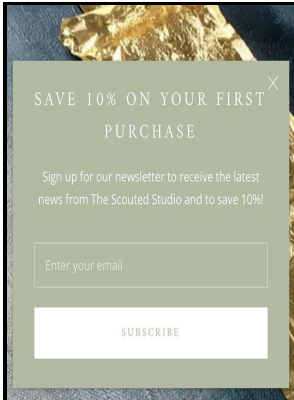 SAVE 10% ON YOUR FIRST
PURCHASE
Sign up for our newsletter to receive the latest
news from The Scouted Studio and to save 10%!
Enter your email
SUBSCRIBE